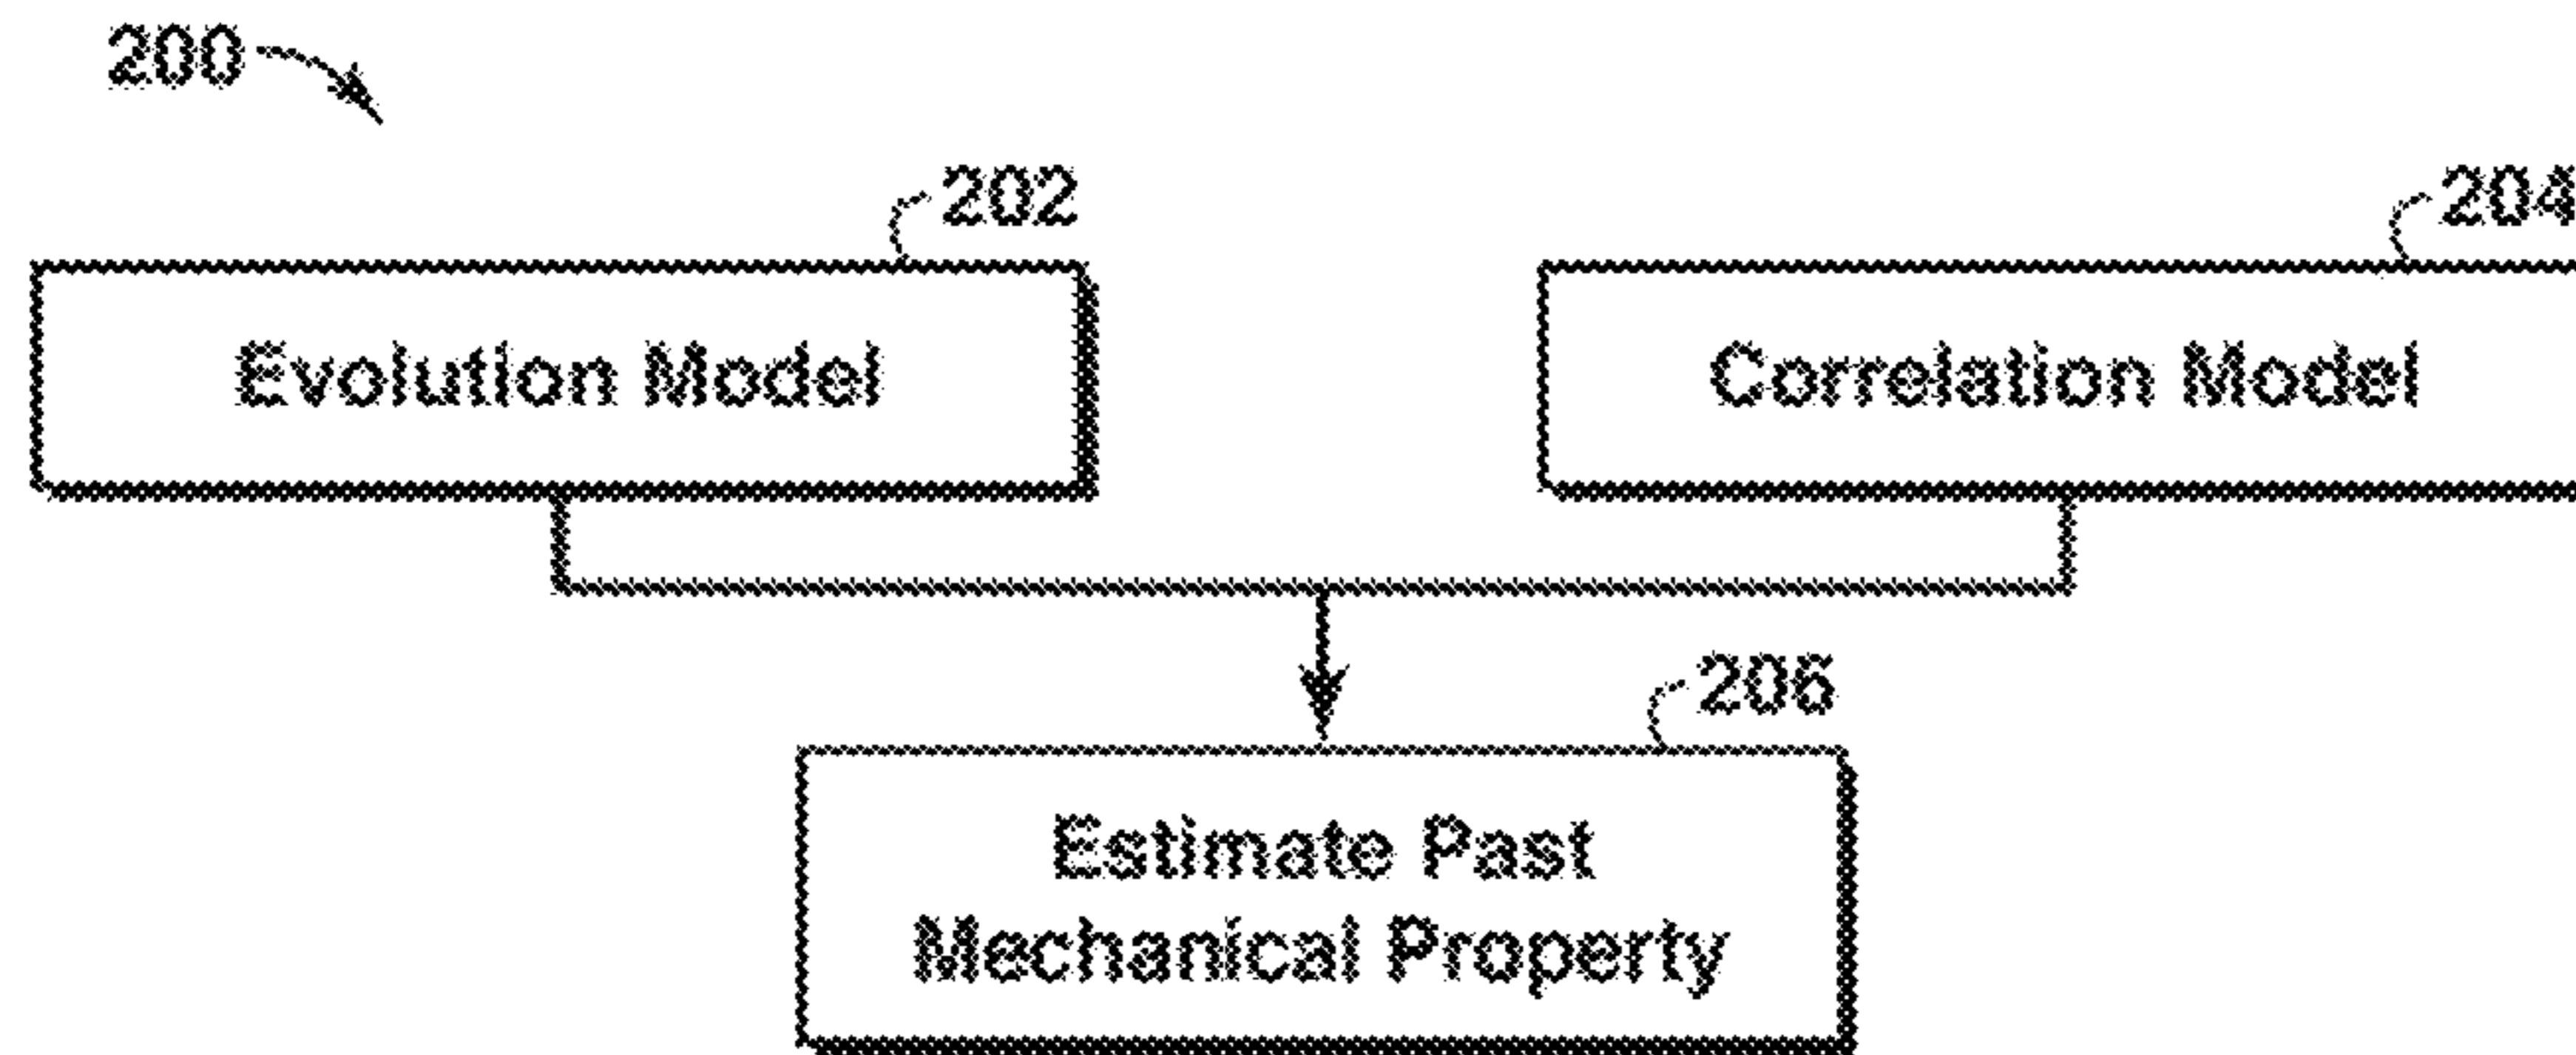 200
202
204
Evolution Model
Correlation Model
206
Estimate Past
Mechanical Property